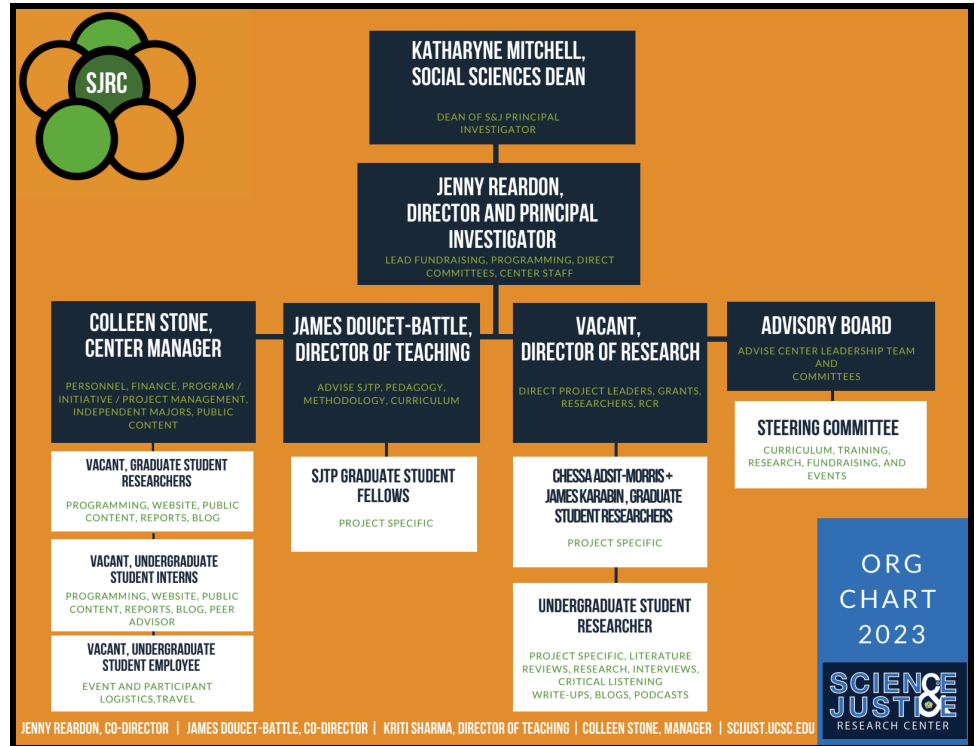 SJRC
KATHARYNE MITCHELL,
SOCIAL SCIENCES DEAN
DEAN OF S&J PRINCIPAL
INVESTIGATOR
JENNY REARDON,
DIRECTOR AND PRINCIPAL
INVESTIGATOR
LEAD FUNDRAISING, PROGRAMMING, DIRECT
COMMITTEES, CENTER STAFF
COLLEEN STONE,
CENTER MANAGER
PERSONNEL, FINANCE, PROGRAM /
INITIATIVE / PROJECT MANAGEMENT,
INDEPENDENT MAJORS, PUBLIC
CONTENT
VACANT, GRADUATE STUDENT
RESEARCHERS
PROGRAMMING, WEBSITE, PUBLIC
CONTENT, REPORTS, BLOG
VACANT, UNDERGRADUATE
STUDENT INTERNS
PROGRAMMING, WEBSITE, PUBLIC
CONTENT, REPORTS, BLOG, PEER
ADVISOR
VACANT, UNDERGRADUATE
STUDENT EMPLOYEE
EVENT AND PARTICIPANT
LOGISTICS,TRAVEL
JAMES DOUCET-BATTLE,
DIRECTOR OF TEACHING
ADVISE SJTP, PEDAGOGY,
METHODOLOGY, CURRICULUM
SJTP GRADUATE STUDENT
FELLOWS
PROJECT SPECIFIC
VACANT,
DIRECTOR OF RESEARCH
DIRECT PROJECT LEADERS, GRANTS,
RESEARCHERS, RCR
CHESSA ADSIT-MORRIS +
JAMES KARABIN, GRADUATE
STUDENT RESEARCHERS
PROJECT SPECIFIC
UNDERGRADUATE STUDENT
RESEARCHER
PROJECT SPECIFIC, LITERATURE
REVIEWS, RESEARCH, INTERVIEWS,
CRITICAL LISTENING
WRITE-UPS, BLOGS, PODCASTS
ADVISORY BOARD
ADVISE CENTER LEADERSHIP TEAM
AND
COMMITTEES
STEERING COMMITTEE
CURRICULUM, TRAINING,
RESEARCH, FUNDRAISING, AND
EVENTS
ORG
CHART
2023
SCIENCE
&
JUSTICE
RESEARCH CENTER
JENNY REARDON, CO-DIRECTOR | JAMES DOUCET-BATTLE, CO-DIRECTOR | KRITI SHARMA, DIRECTOR OF TEACHING | COLLEEN STONE, MANAGER | SCIJUST.UCSC.EDU